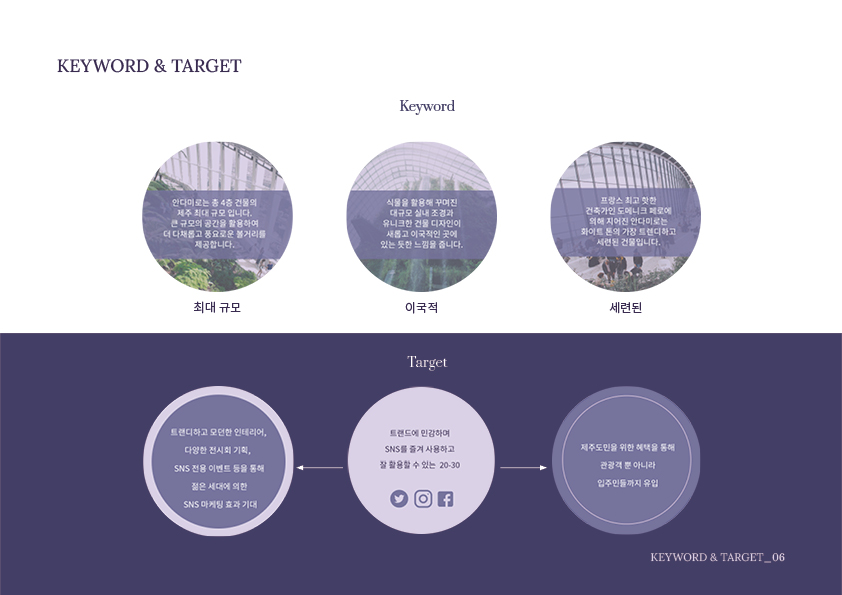 KEYWORD & TARGET
Keyword
안다미로는 총 4층 건물의
제주 최대 규모 입니다.
큰 규모의 공간을 활용하여
더 다채롭고 풍요로운 볼거리를
제공합니다.
최대 규모
식물을 활용해 꾸며진
대규모 실내 조경과
유니크한 건물 디자인이
새롭고 이국적인 곳에
있는 듯한 느낌을 줍니다.
이국적
프랑스 최고 핫한
건축가인 도메니크 페로에
의해 지어진 안다미로는
화이트 톤의 가장 트렌디하고
세련된 건물입니다.
세련된
Target
트랜디하고 모던한 인테리어,
다양한 전시회 기획,
SNS 전용 이벤트 등을 통해
젊은 세대에 의한
SNS 마케팅 효과 기대
트랜드에 민감하며
SNS를 즐겨 사용하고
잘 활용할 수 있는 20-30
제주도민을 위한 혜택을 통해
관광객 뿐 아니라
입주민들까지 유입
KEYWORD & TARGET_06